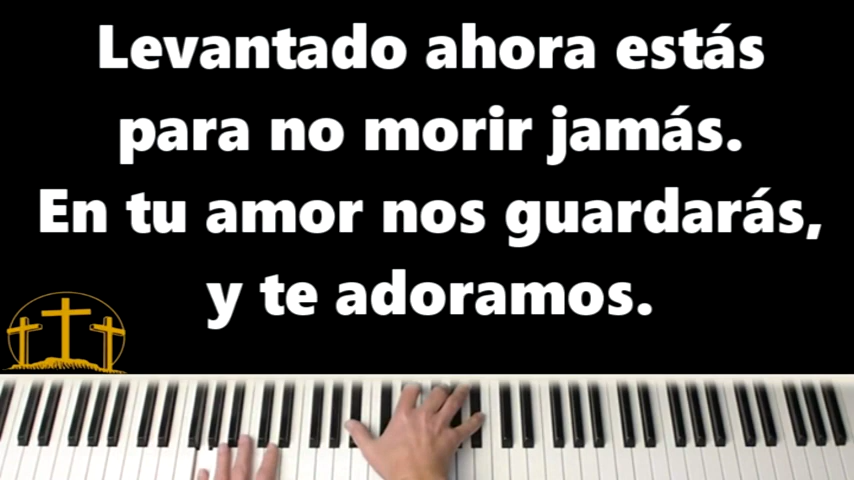 Levantado ahora estás
para no morir jamás.
En tu amor nos guardarás,
y te adoramos.